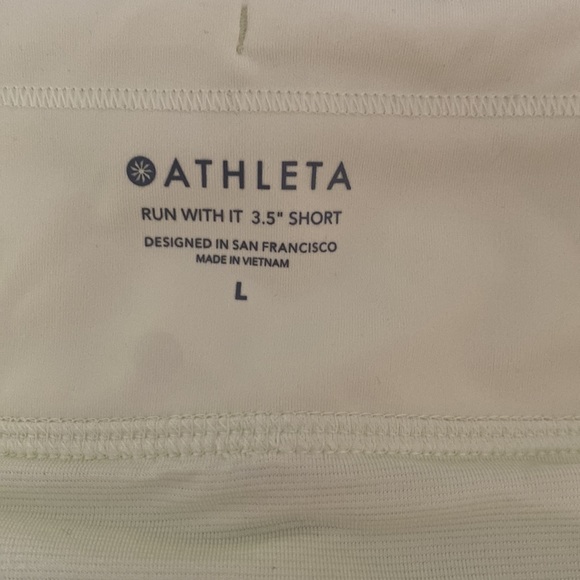 ATHLETA
RUN WITH IT 3.5" SHORT
DESIGNED IN SAN FRANCISCO
MADE IN VIETNAM
L